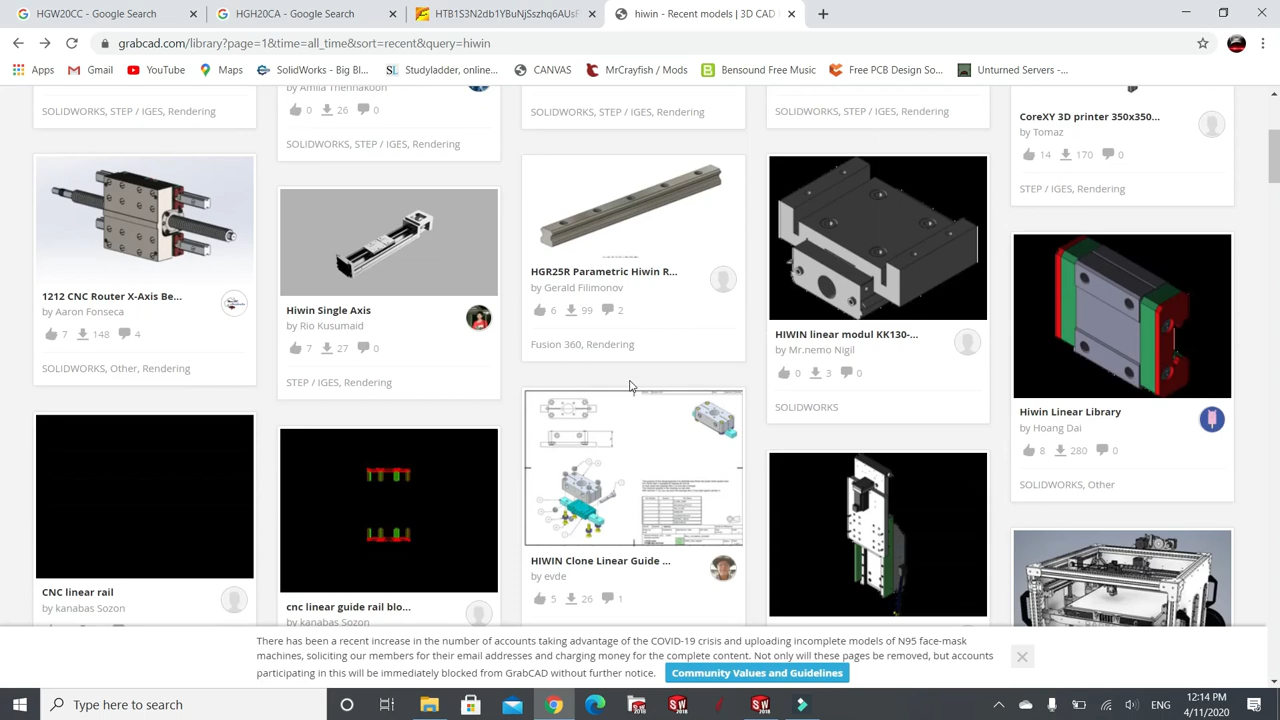 HGW20CC - Google Search
HGH20CA - Google Search
HTB1S3N2db1YBuNjSszhq6AUsF
hiwin - Recent models | 3D CAD
grabcad.com/library?page=1&time=all_time&sort=recent&query=hiwin
Apps
Gmail
YouTube
Maps
SolidWorks - Big Bl...
Studyladder, online...
CANVAS
MrCrayfish / Mods
Bensound Free Music
Free PCB Design So...
Unturned Servers -...
SOLIDWORKS, STEP / IGES, Rendering
0 26 0
SOLIDWORKS, STEP / IGES, Rendering
SOLIDWORKS, STEP / IGES, Rendering
SOLIDWORKS, STEP / IGES, Rendering
CoreXY 3D printer 350x350...
by Tomaz
14 170 0
STEP / IGES, Rendering
1212 CNC Router X-Axis Be...
by Aaron Fonseca
7 148 4
SOLIDWORKS, Other, Rendering
Hiwin Single Axis
by Rio Kusumaid
7 27 0
STEP / IGES, Rendering
HGR25R Parametric Hiwin R...
by Gerald Filimonov
6 99 2
Fusion 360, Rendering
HIWIN linear modul KK130-...
by Mr.nemo Nigil
0 3 0
SOLIDWORKS
Hiwin Linear Library
by Hoang Dai
8 280 0
SOLIDWORKS, Other
CNC linear rail
by kanabas Sozon
cnc linear guide rail blo...
by kanabas Sozon
HIWIN Clone Linear Guide ...
by evde
5 26 1
There has been a recent increase in the number of accounts taking advantage of the COVID-19 crisis and uploading incomplete models of N95 face-mask
machines, soliciting our members for their email addresses and charging money for the complete content. Not only will these pages be removed, but accounts
participating in this will be immediately blocked from GrabCAD without further notice.
Community Values and Guidelines
Type here to search
ENG
12:14 PM
4/11/2020